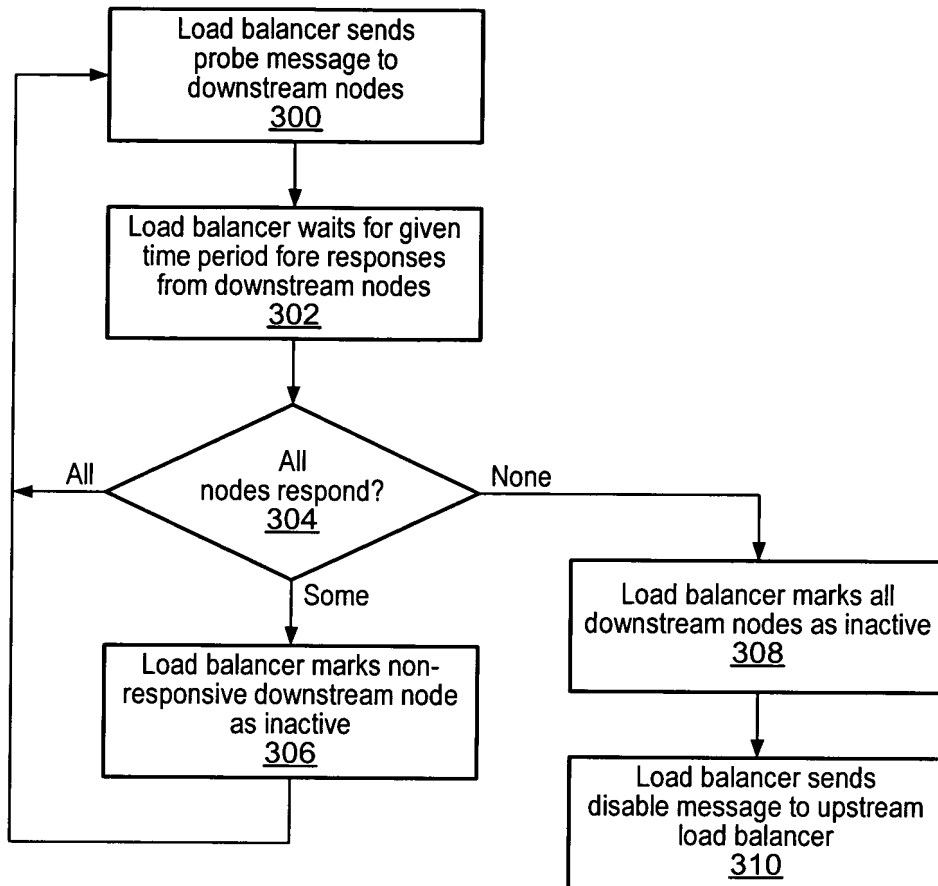 Load balancer sends
probe message to
downstream nodes
300
Load balancer waits for given
time period fore responses
from downstream nodes
302
All
nodes respond?
304
All
None
Some
Load balancer marks non-
responsive downstream node
as inactive
306
Load balancer marks all
downstream nodes as inactive
308
Load balancer sends
disable message to upstream
load balancer
310